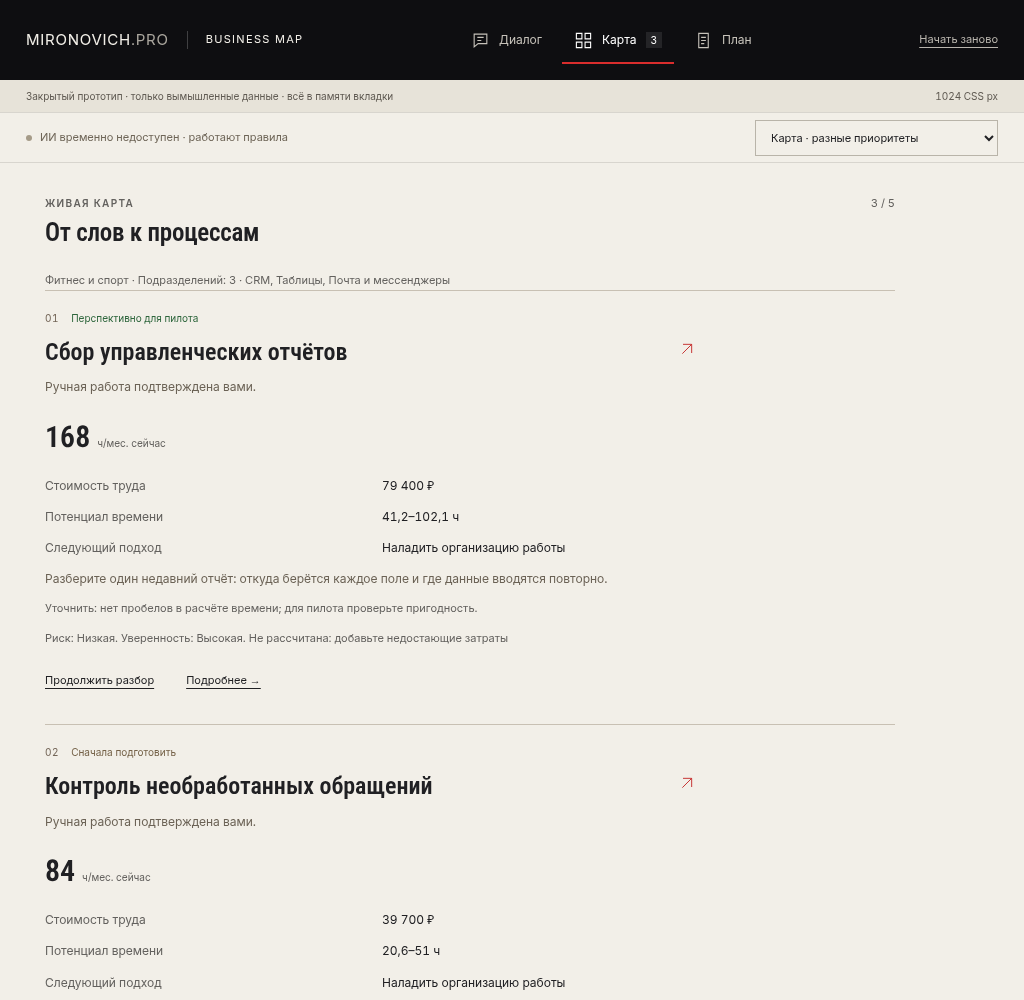 MIRONOVICH.PRO
BUSINESS MAP
Диалог
Карта 3
План
Начать заново
Закрытый прототип · только вымышленные данные · всё в памяти вкладки
1024 CSS px
ИИ временно недоступен · работают правила
Карта · разные приоритеты
ЖИВАЯ КАРТА
3 / 5
От слов к процессам
Фитнес и спорт · Подразделений: 3 · CRM, Таблицы, Почта и мессенджеры
01 Перспективно для пилота
Сбор управленческих отчётов
Ручная работа подтверждена вами.
168 ч/мес. сейчас
Стоимость труда 79 400 ₽
Потенциал времени 41,2–102,1 ч
Следующий подход Наладить организацию работы
Разберите один недавний отчёт: откуда берётся каждое поле и где данные вводятся повторно.
Уточнить: нет пробелов в расчёте времени; для пилота проверьте пригодность.
Риск: Низкая. Уверенность: Высокая. Не рассчитана: добавьте недостающие затраты
Продолжить разбор Подробнее →
02 Сначала подготовить
Контроль необработанных обращений
Ручная работа подтверждена вами.
84 ч/мес. сейчас
Стоимость труда 39 700 ₽
Потенциал времени 20,6–51 ч
Следующий подход Наладить организацию работы